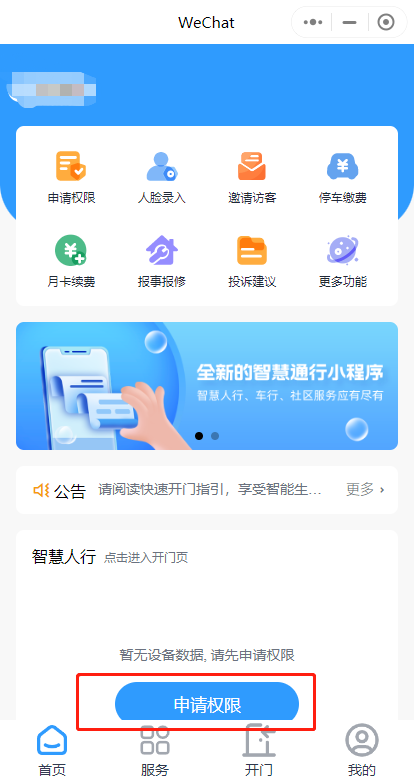 WeChat
申请权限 人脸录入 邀请访客 停车缴费
月卡续费 报事报修 投诉建议 更多功能
全新的智慧通行小程序
智慧人行、车行、社区服务应有尽有
公告 请阅读快速开门指引，享受智能生... 更多 ›
智慧人行 点击进入开门页
暂无设备数据, 请先申请权限
申请权限
首页 服务 开门 我的